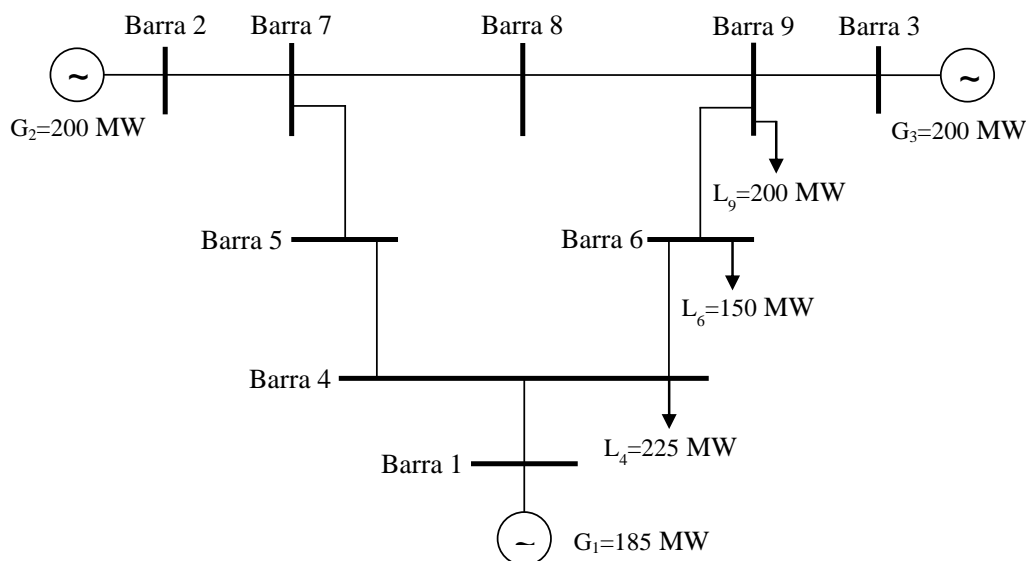 Barra 2
Barra 7
Barra 8
Barra 9
Barra 3
~
~
G₂=200 MW
G₃=200 MW
L₉=200 MW
Barra 5
Barra 6
L₆=150 MW
Barra 4
L₄=225 MW
Barra 1
~
G₁=185 MW